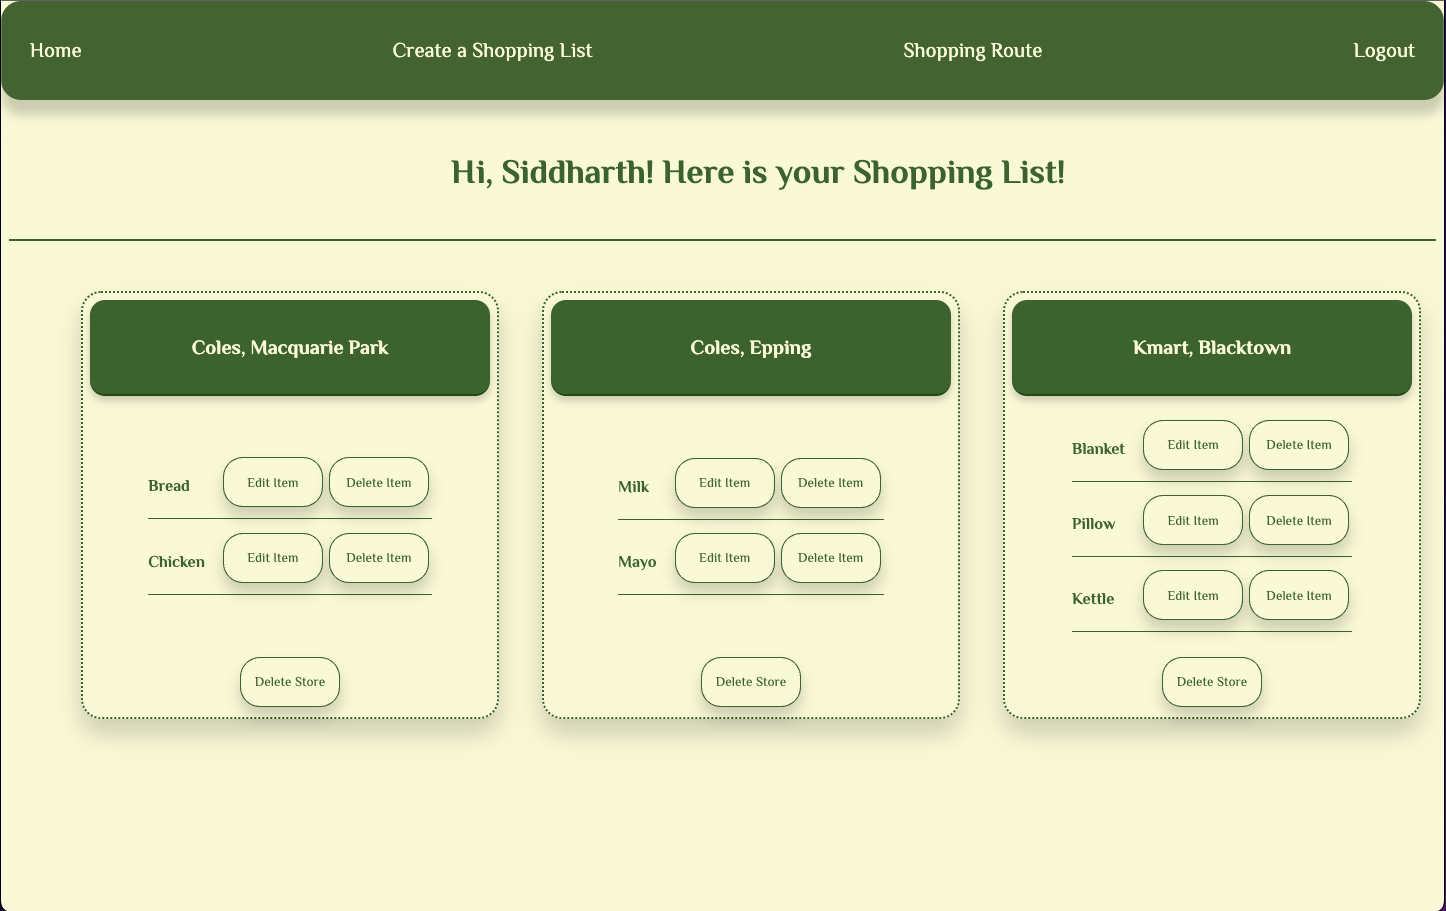 Home Create a Shopping List Shopping Route Logout
Hi, Siddharth! Here is your Shopping List!
Coles, Macquarie Park
Bread Edit Item Delete Item
Chicken Edit Item Delete Item
Delete Store
Coles, Epping
Milk Edit Item Delete Item
Mayo Edit Item Delete Item
Delete Store
Kmart, Blacktown
Blanket Edit Item Delete Item
Pillow Edit Item Delete Item
Kettle Edit Item Delete Item
Delete Store